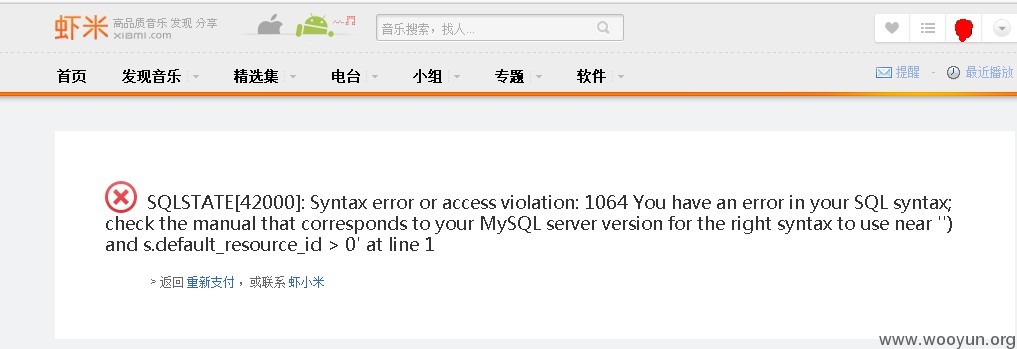 虾米 高品质音乐 发现 分享
xiami.com
音乐搜索，找人...
首页 发现音乐 精选集 电台 小组 专题 软件
提醒 - 最近播放
SQLSTATE[42000]: Syntax error or access violation: 1064 You have an error in your SQL syntax;
check the manual that corresponds to your MySQL server version for the right syntax to use near '')
and s.default_resource_id > 0' at line 1
> 返回 重新支付 ，或联系 虾小米
www.wooyun.org